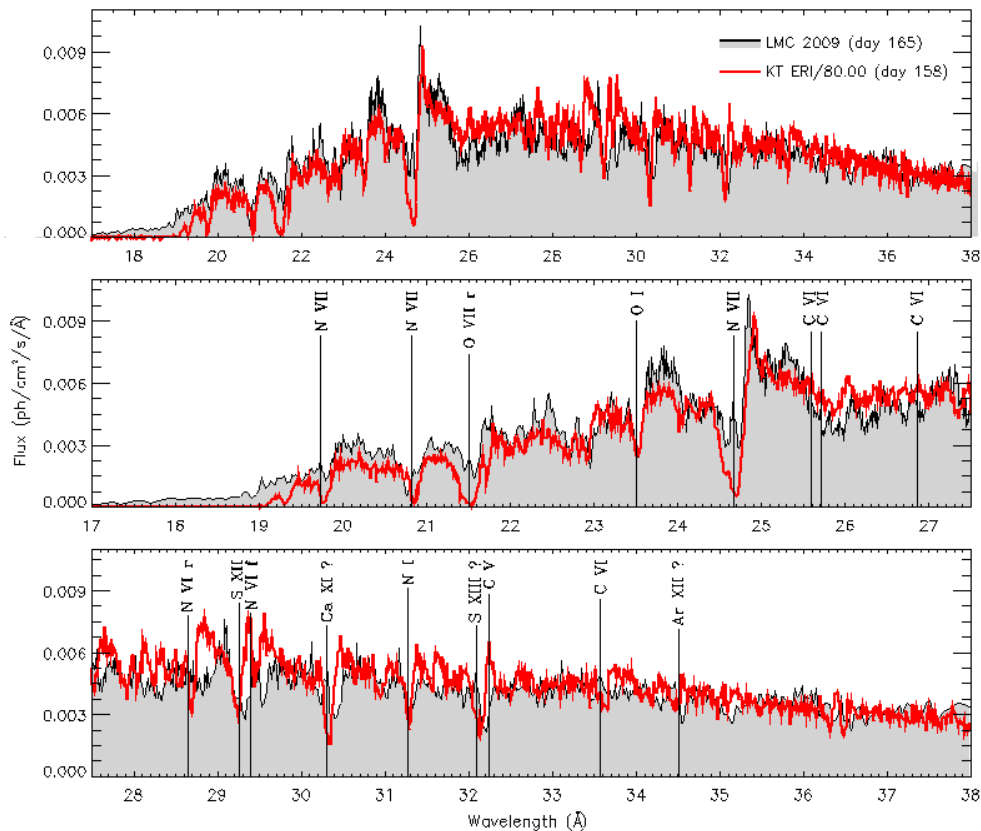 0.009
0.006
0.003
0.000
LMC 2009 (day 165)
KT ERI/80.00 (day 158)
18 20 22 24 26 28 30 32 34 36 38
Flux (ph/cm²/s/Å)
0.009
0.006
0.003
0.000
N VII
N VII
O VII r
O I
N VII
C VI
C VI
C VI
17 18 19 20 21 22 23 24 25 26 27
0.009
0.006
0.003
0.000
N VI r
S XII
N VI f
Ca XI ?
N I
S XIII ?
C V
C VI
Ar XII ?
28 29 30 31 32 33 34 35 36 37 38
Wavelength (Å)